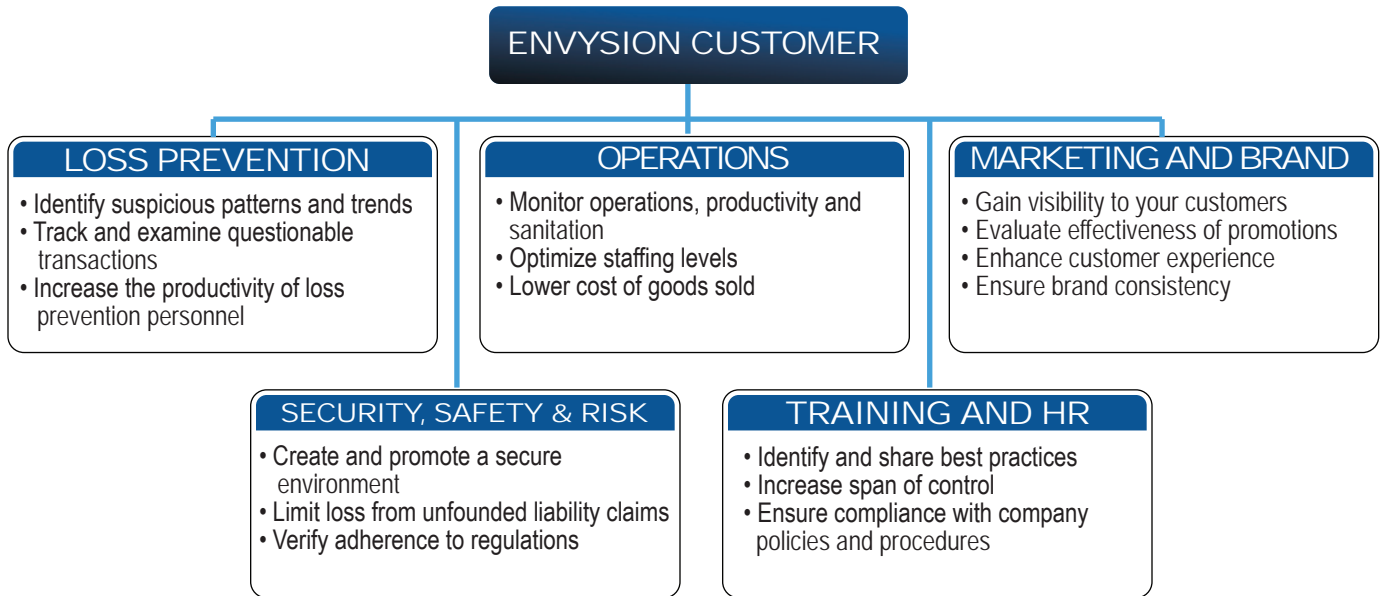 ENVYSION CUSTOMER
LOSS PREVENTION
• Identify suspicious patterns and trends
• Track and examine questionable
transactions
• Increase the productivity of loss
prevention personnel
OPERATIONS
• Monitor operations, productivity and
sanitation
• Optimize staffing levels
• Lower cost of goods sold
MARKETING AND BRAND
• Gain visibility to your customers
• Evaluate effectiveness of promotions
• Enhance customer experience
• Ensure brand consistency
SECURITY, SAFETY & RISK
• Create and promote a secure
environment
• Limit loss from unfounded liability claims
• Verify adherence to regulations
TRAINING AND HR
• Identify and share best practices
• Increase span of control
• Ensure compliance with company
policies and procedures